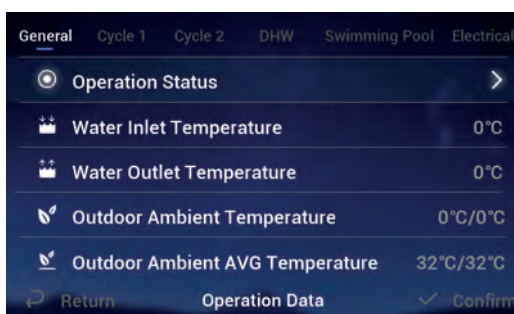 General Cycle 1 Cycle 2 DHW Swimming Pool Electrical
Operation Status
Water Inlet Temperature 0°C
Water Outlet Temperature 0°C
Outdoor Ambient Temperature 0°C/0°C
Outdoor Ambient AVG Temperature 32°C/32°C
Return Operation Data Confirm